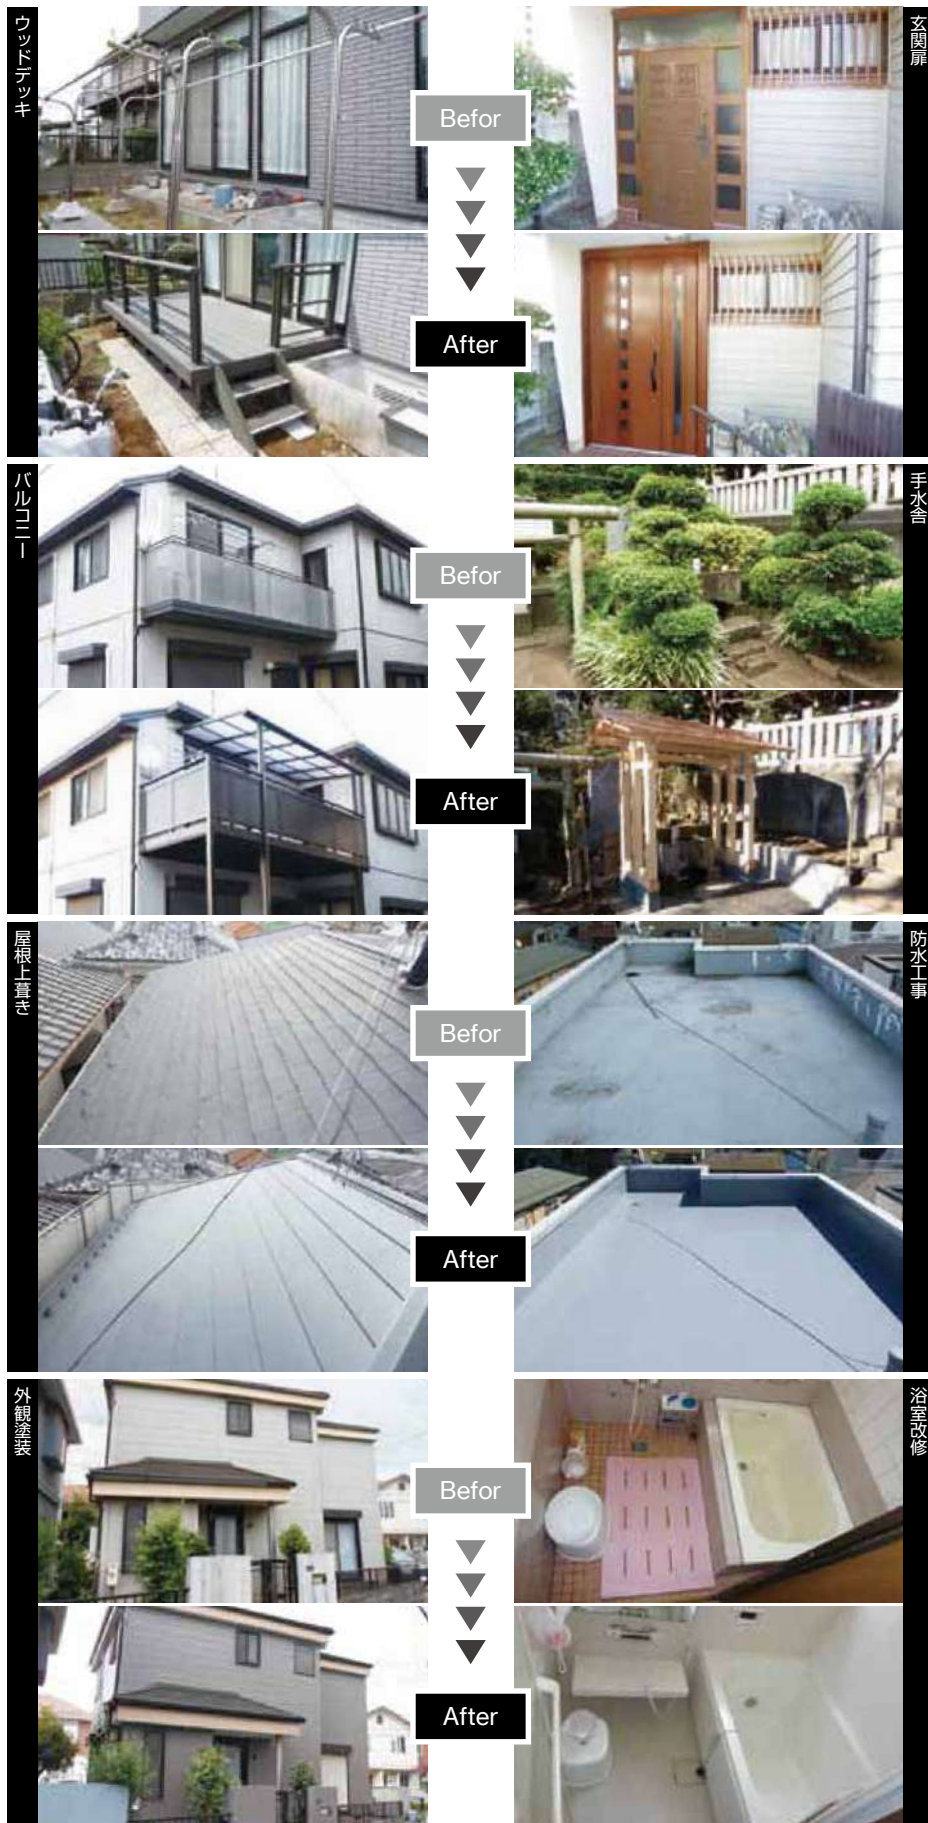 ウッドデッキ
Befor
After
玄関扉
バルコニー
Befor
After
手水舎
屋根上葺き
Befor
After
防水工事
外観塗装
Befor
After
浴室改修